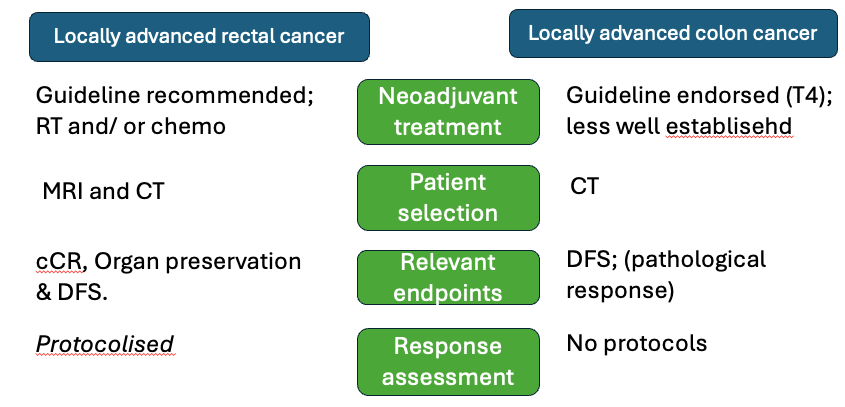 Locally advanced rectal cancer
Locally advanced colon cancer
Guideline recommended;
RT and/ or chemo
Neoadjuvant
treatment
Guideline endorsed (T4);
less well establisehd
MRI and CT
Patient
selection
CT
cCR, Organ preservation
& DFS.
Relevant
endpoints
DFS; (pathological
response)
Protocolised
Response
assessment
No protocols